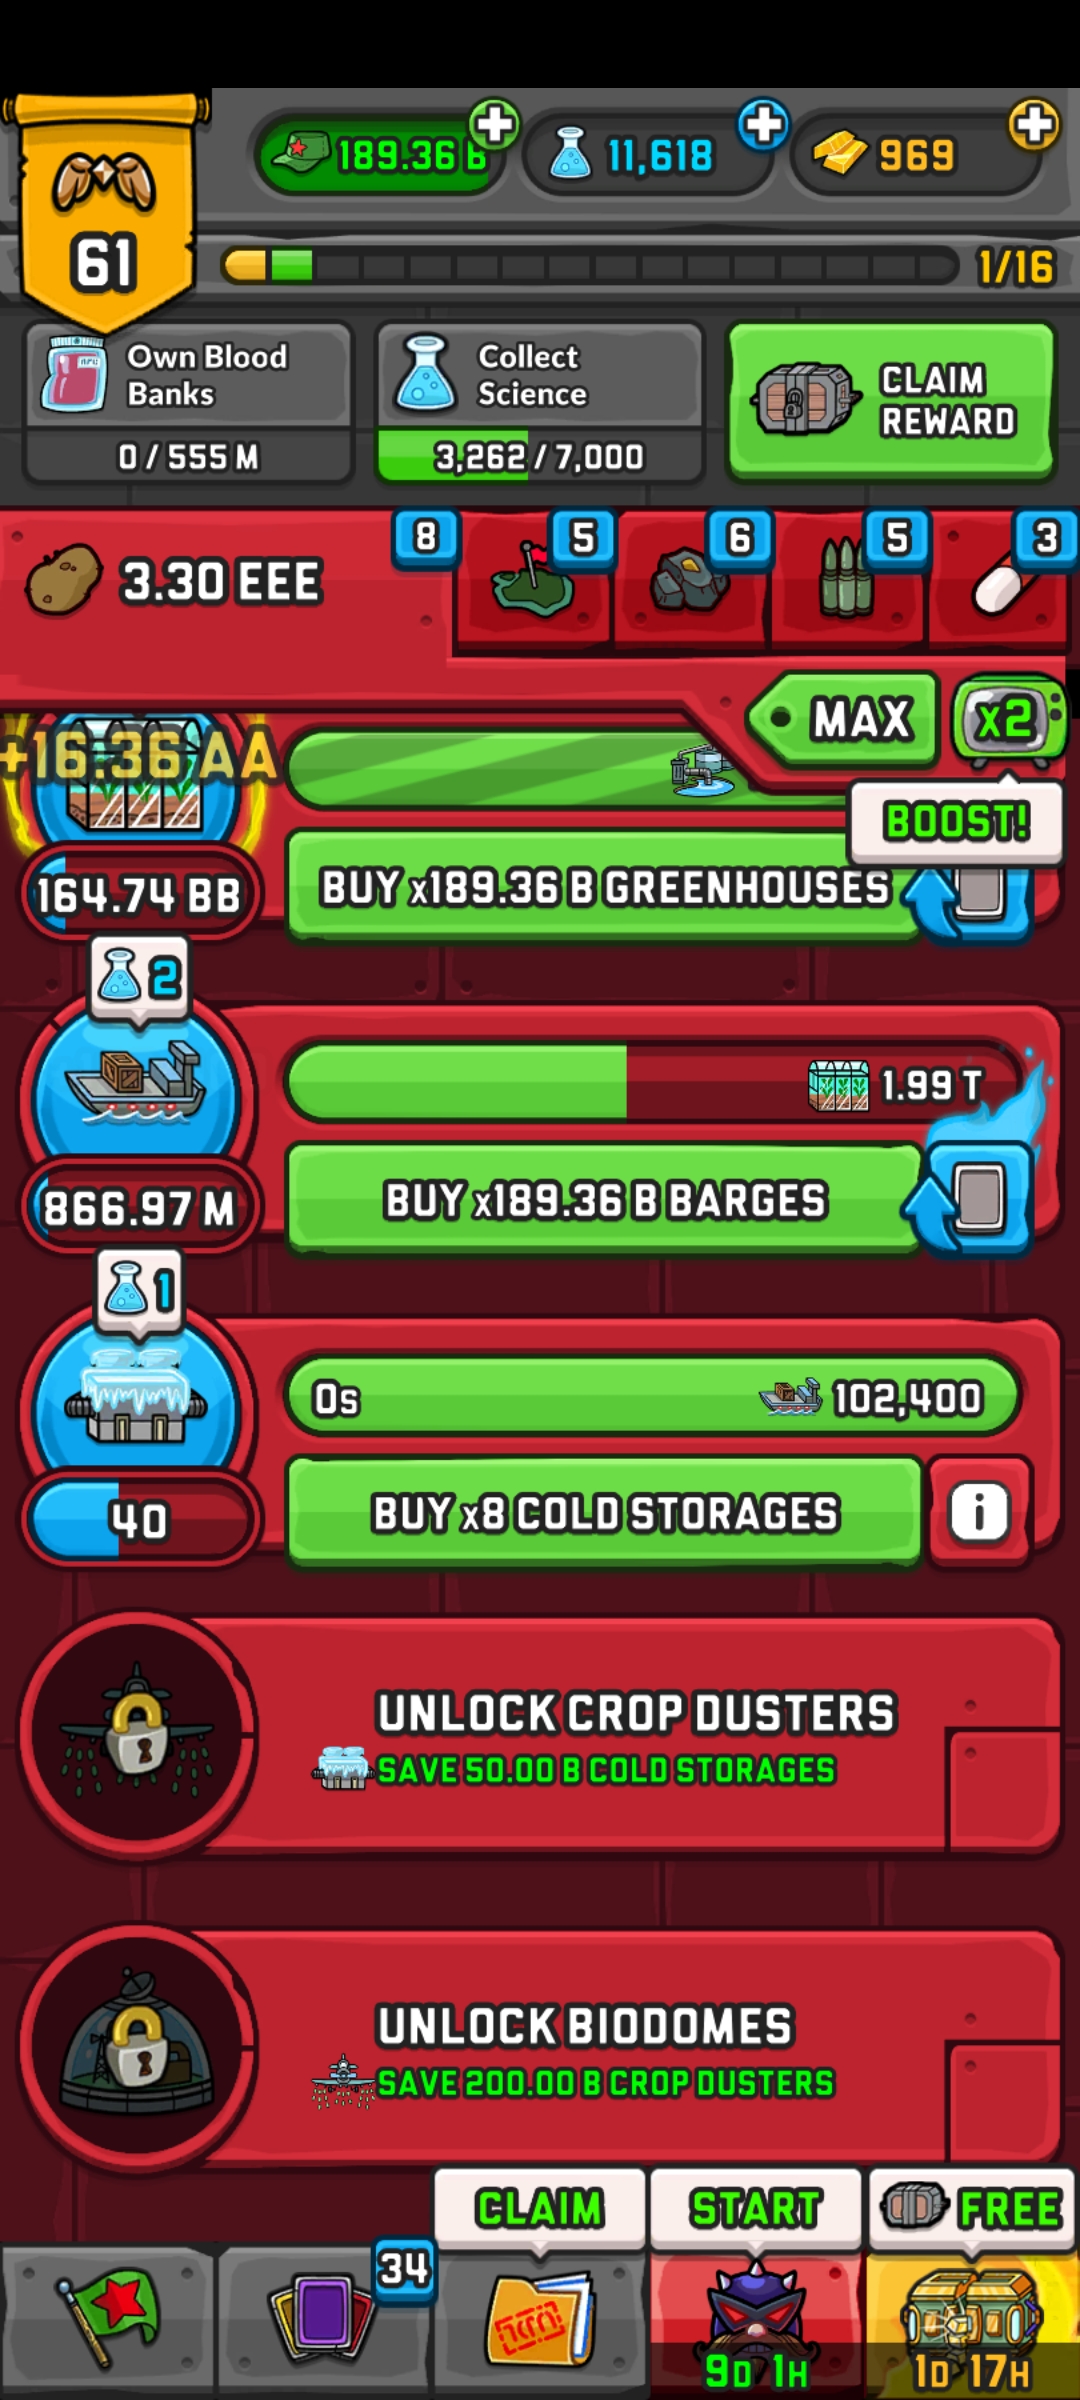 189.36 B
11,618
969
61
1/16
Own Blood
Banks
0 / 555 M
Collect
Science
3,262 / 7,000
CLAIM
REWARD
3.30 EEE
8
5
6
5
3
MAX
x2
BOOST!
+16.36 AA
164.74 BB
BUY x189.36 B GREENHOUSES
2
1.99 T
866.97 M
BUY x189.36 B BARGES
1
0s
102,400
40
BUY x8 COLD STORAGES
i
UNLOCK CROP DUSTERS
SAVE 50.00 B COLD STORAGES
UNLOCK BIODOMES
SAVE 200.00 B CROP DUSTERS
CLAIM
START
FREE
34
9D 1H
1D 17H